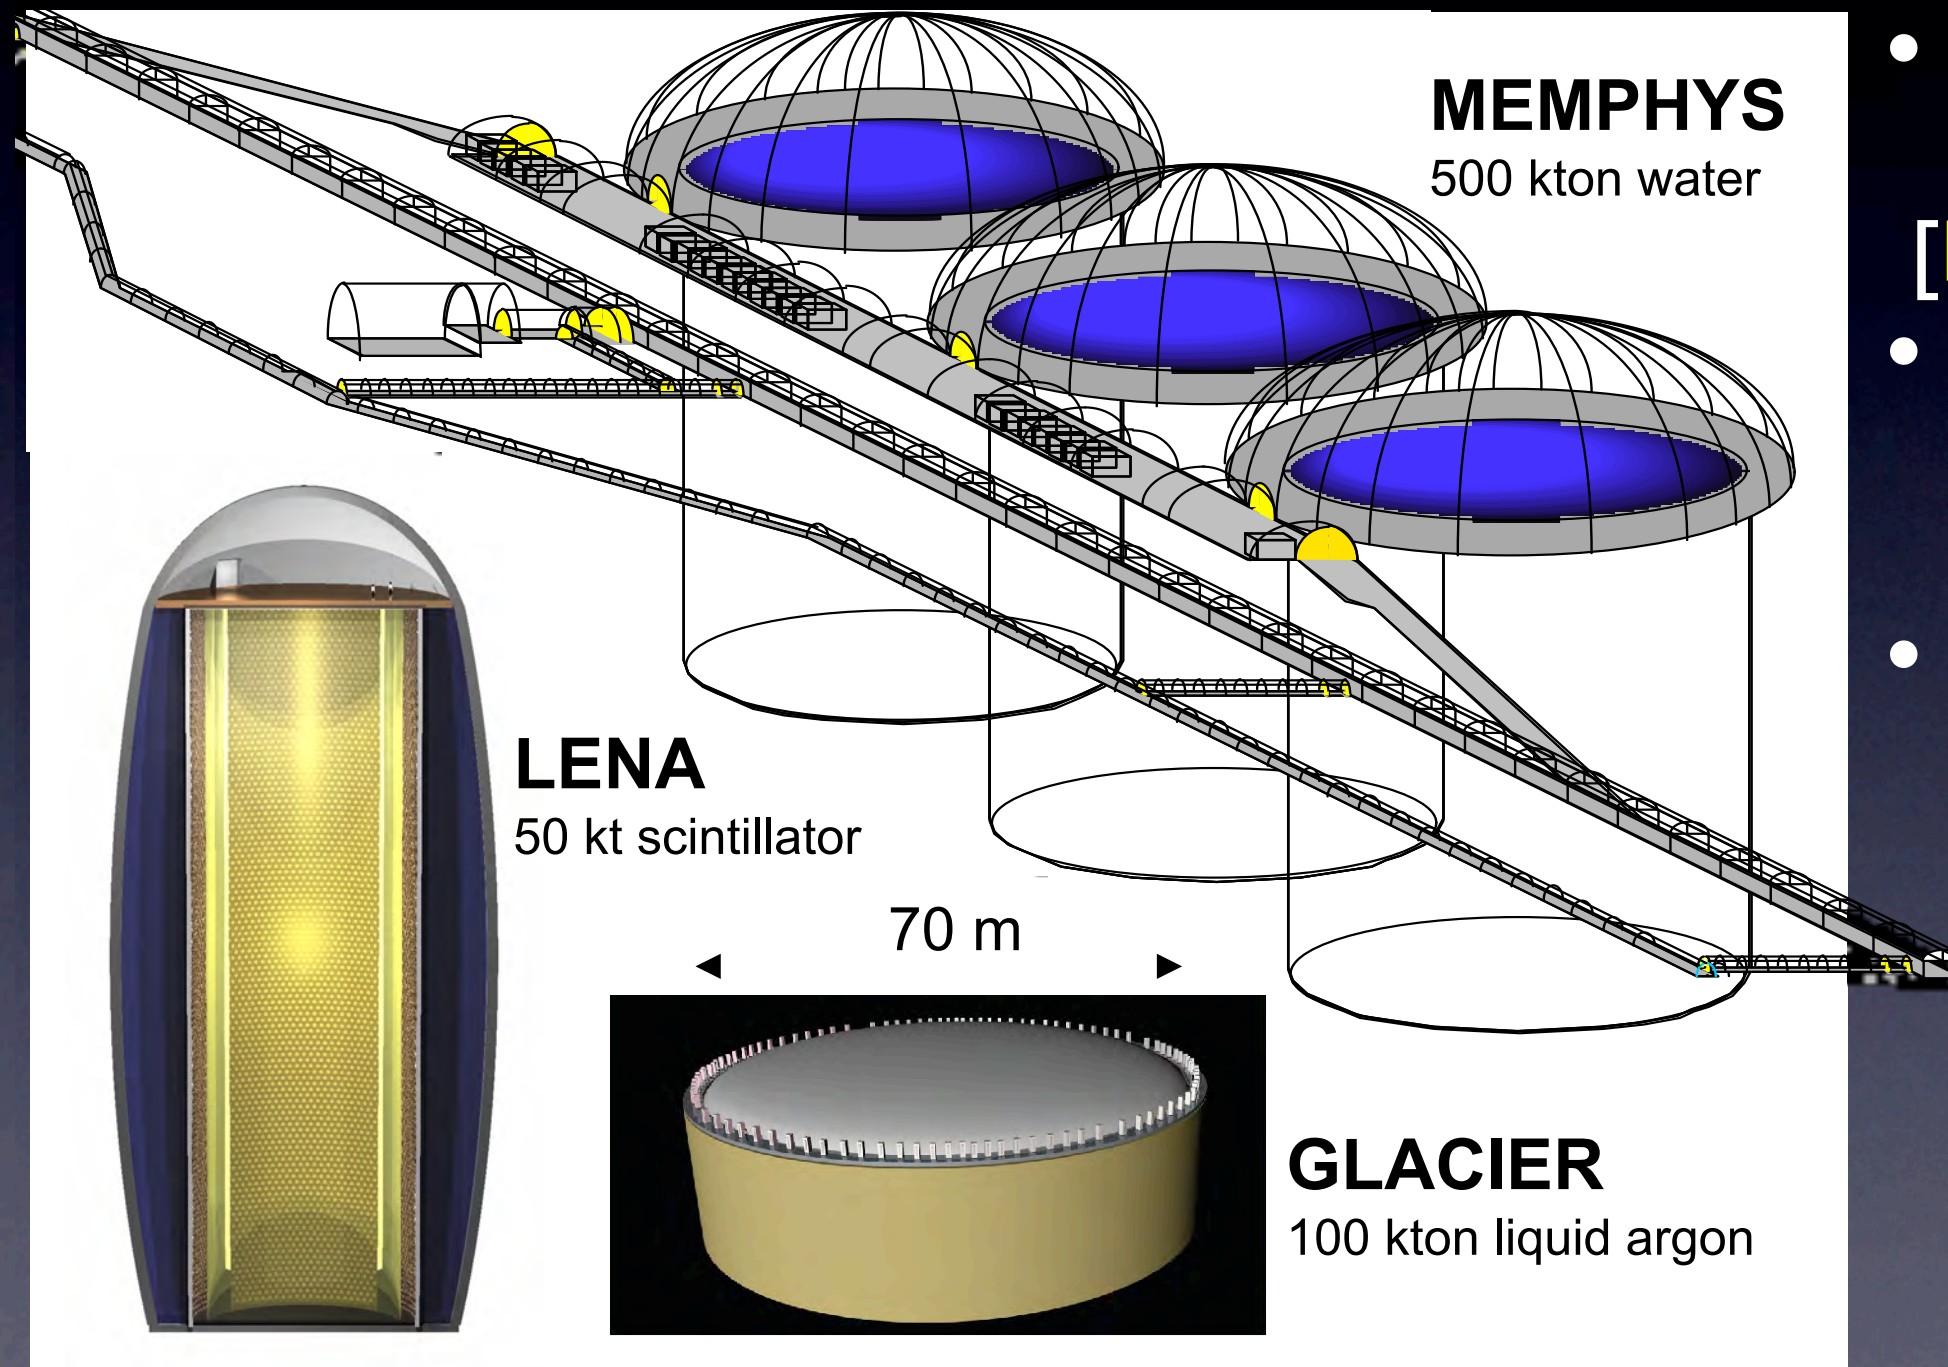 MEMPHYS
500 kton water
[
LENA
50 kt scintillator
70 m
GLACIER
100 kton liquid argon